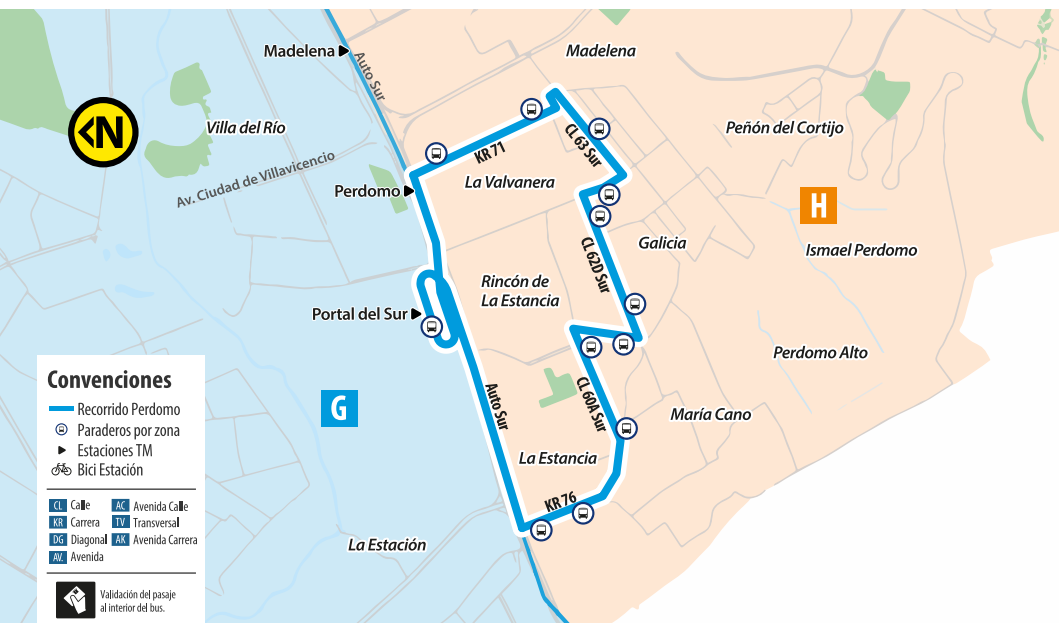 Madelena
Madelena
Auto Sur
N
Villa del Río
Peñón del Cortijo
CL 63 Sur
KR 71
Av. Ciudad de Villavicencio
La Valvanera
Perdomo
H
Galicia
Ismael Perdomo
CL 62D Sur
Rincón de
La Estancia
Portal del Sur
Perdomo Alto
Convenciones
Recorrido Perdomo
Paraderos por zona
Estaciones TM
Bici Estación
CL Calle
AC Avenida Calle
KR Carrera
TV Transversal
DG Diagonal
AK Avenida Carrera
AV. Avenida
Validación del pasaje
al interior del bus.
G
Auto Sur
CL 60A Sur
María Cano
La Estancia
KR 76
La Estación